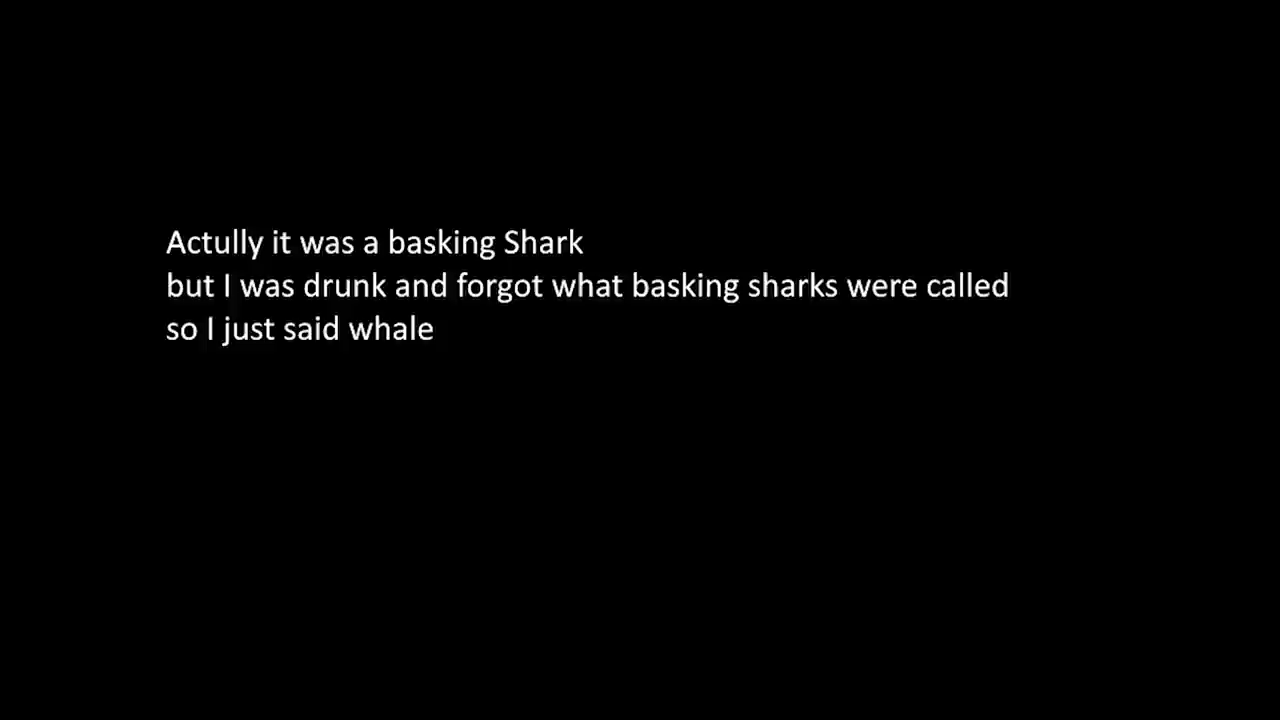 Actully it was a basking Shark
but I was drunk and forgot what basking sharks were called
so I just said whale